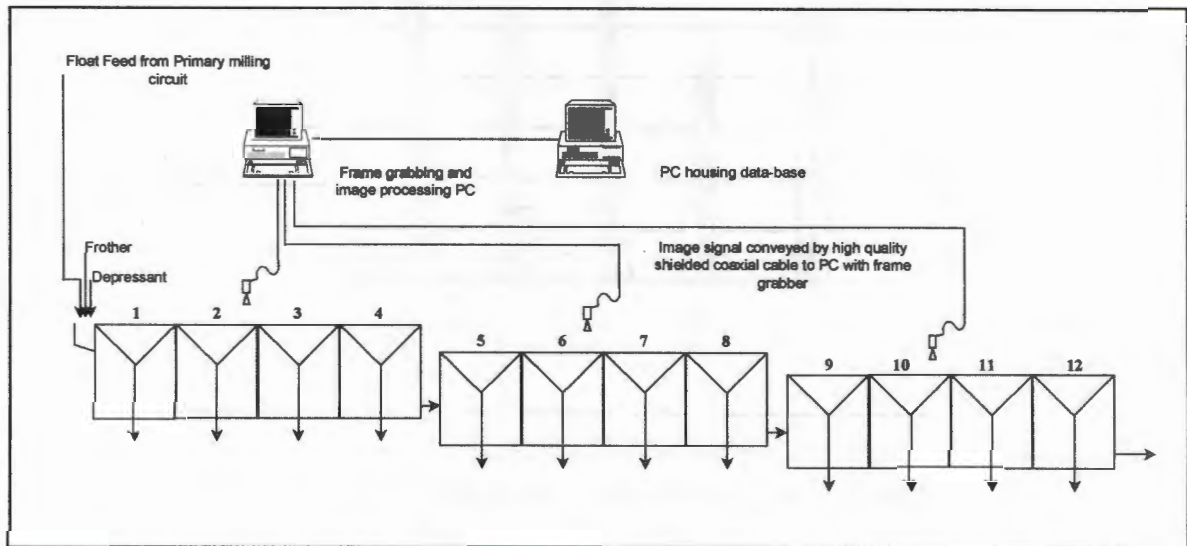 Float Feed from Primary milling
circuit
Frame grabbing and
image processing PC
PC housing data-base
Frother
Depressant
Image signal conveyed by high quality
shielded coaxial cable to PC with frame
grabber
1 2 3 4
5 6 7 8
9 10 11 12